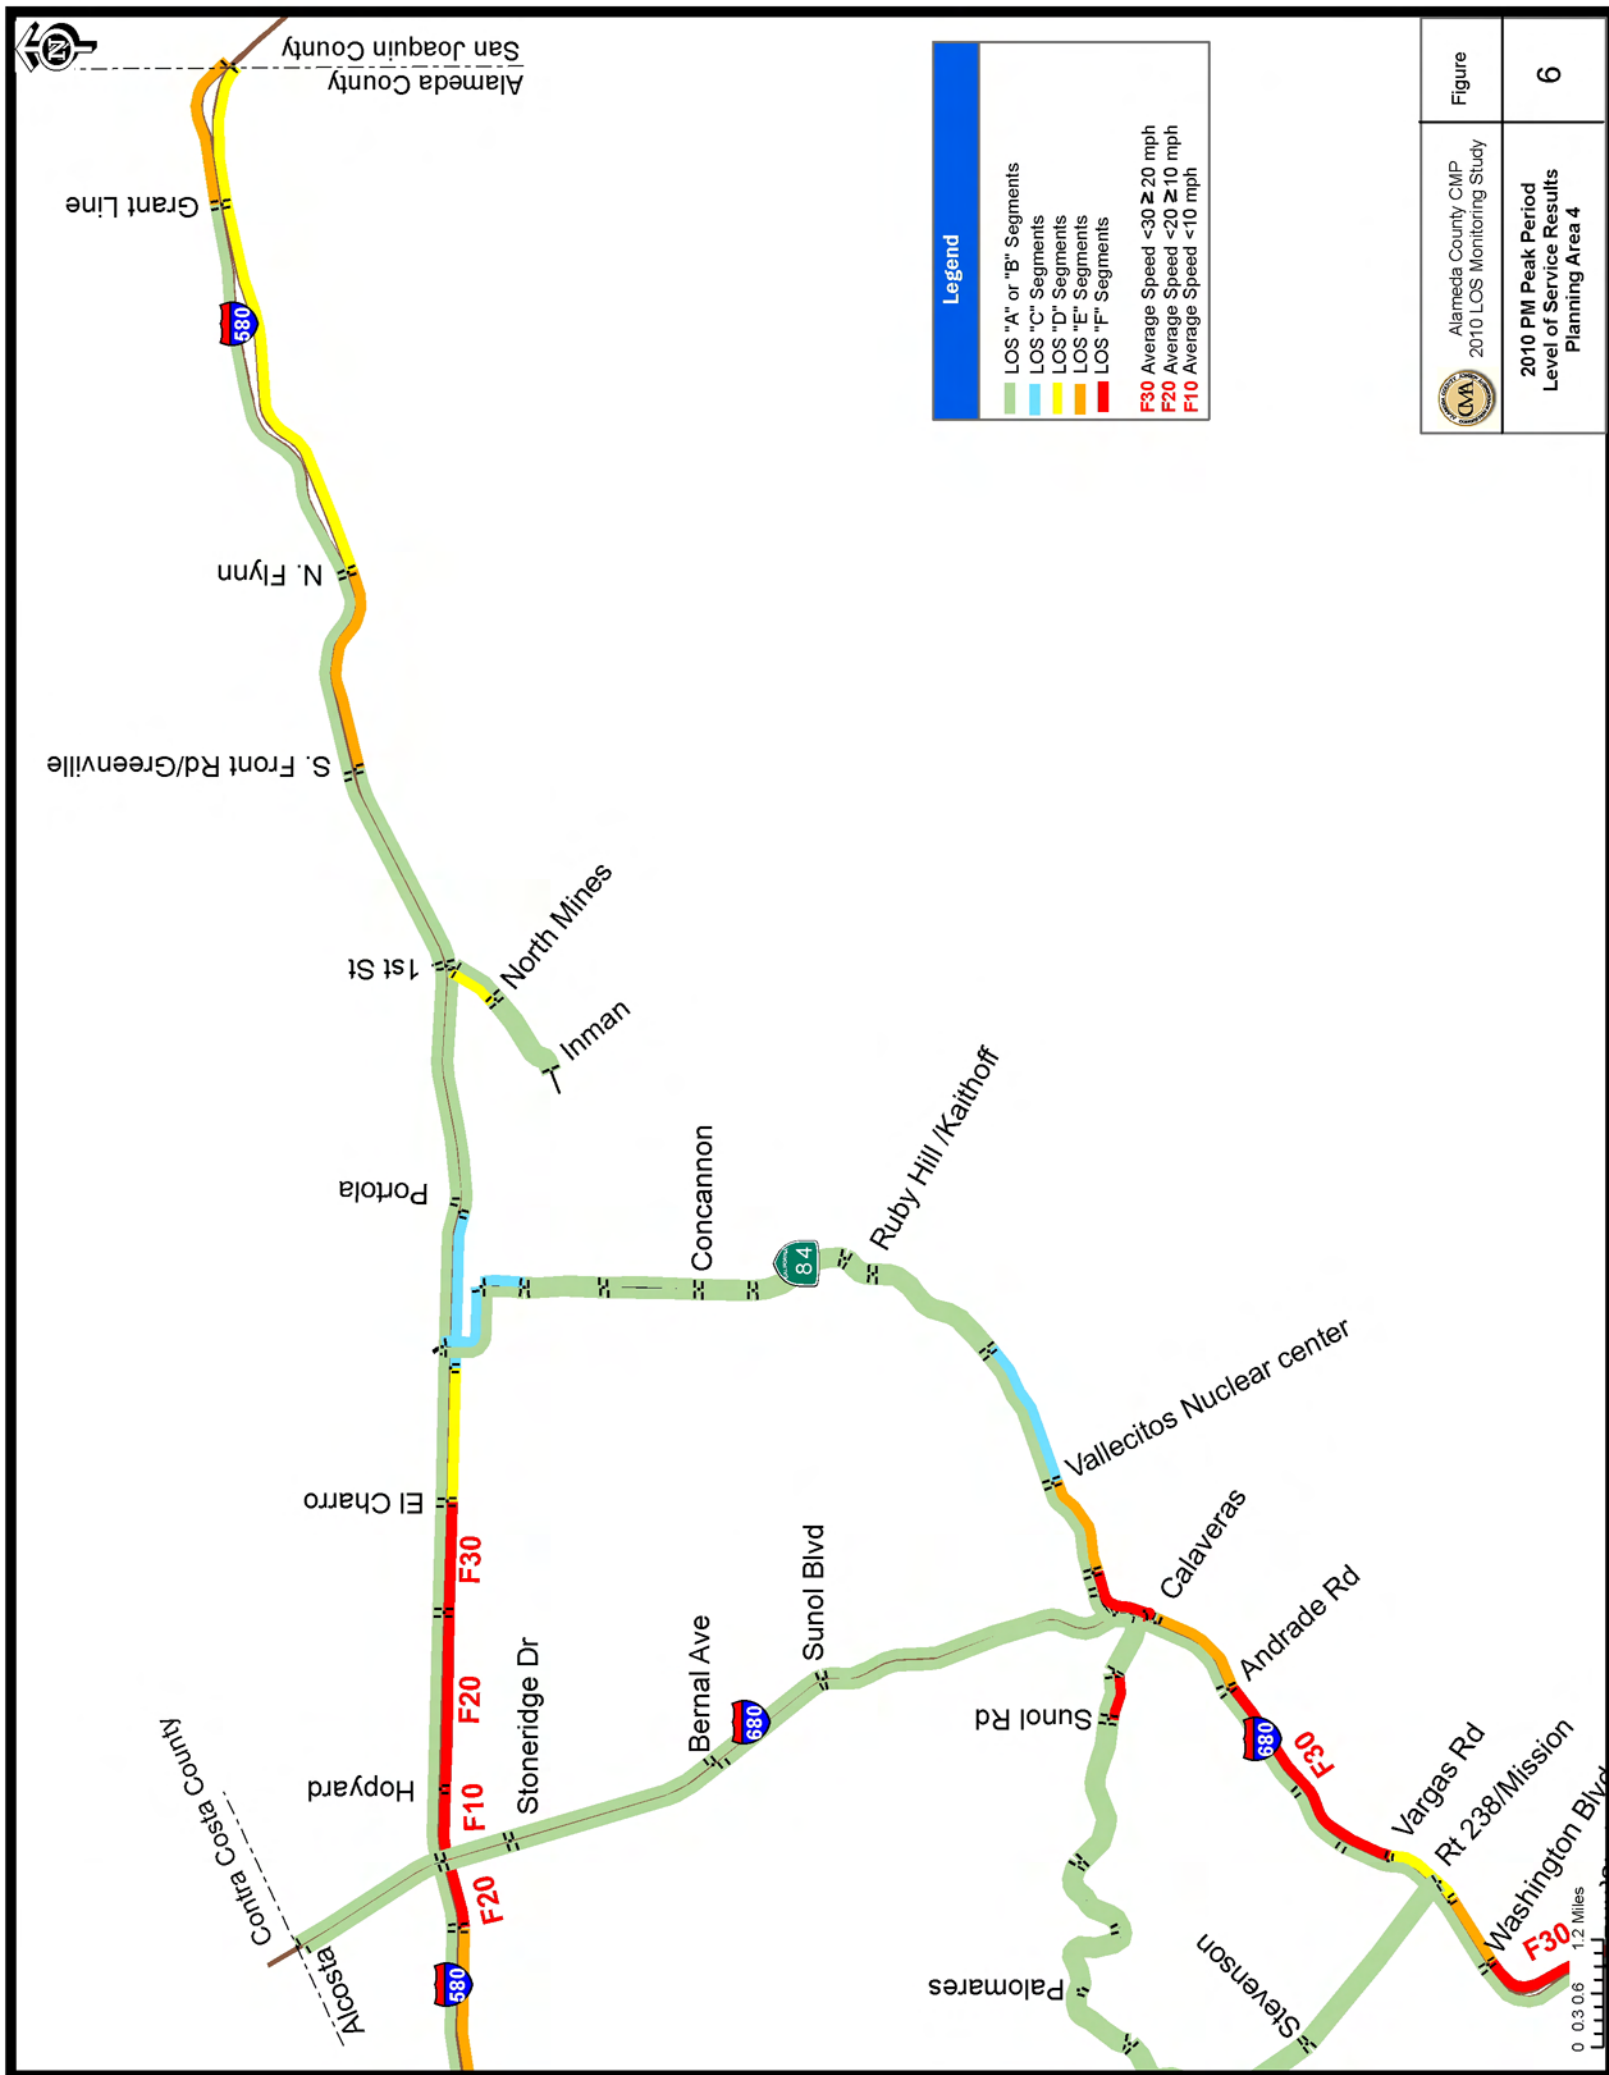 San Joaquin County
Alameda County
Grant Line
580
N. Flynn
S. Front Rd/Greenville
1st St
North Mines
Inman
Portola
Concannon
84
Ruby Hill /Kaithoff
Vallecitos Nuclear center
El Charro
F30
F20
F10
F20
Hopyard
Stoneridge Dr
Bernal Ave
Sunol Blvd
680
Calaveras
Andrade Rd
Sunol Rd
680
F30
Vargas Rd
Rt 238/Mission
Washington Blvd
F30
Contra Costa County
Alcosta
580
Palomares
Stevenson
0 0.3 0.6 1.2 Miles
N
Legend
LOS "A" or "B" Segments
LOS "C" Segments
LOS "D" Segments
LOS "E" Segments
LOS "F" Segments
F30 Average Speed <30 ≥ 20 mph
F20 Average Speed <20 ≥ 10 mph
F10 Average Speed <10 mph
CMA
Alameda County CMP
2010 LOS Monitoring Study
Figure
2010 PM Peak Period
Level of Service Results
Planning Area 4
6